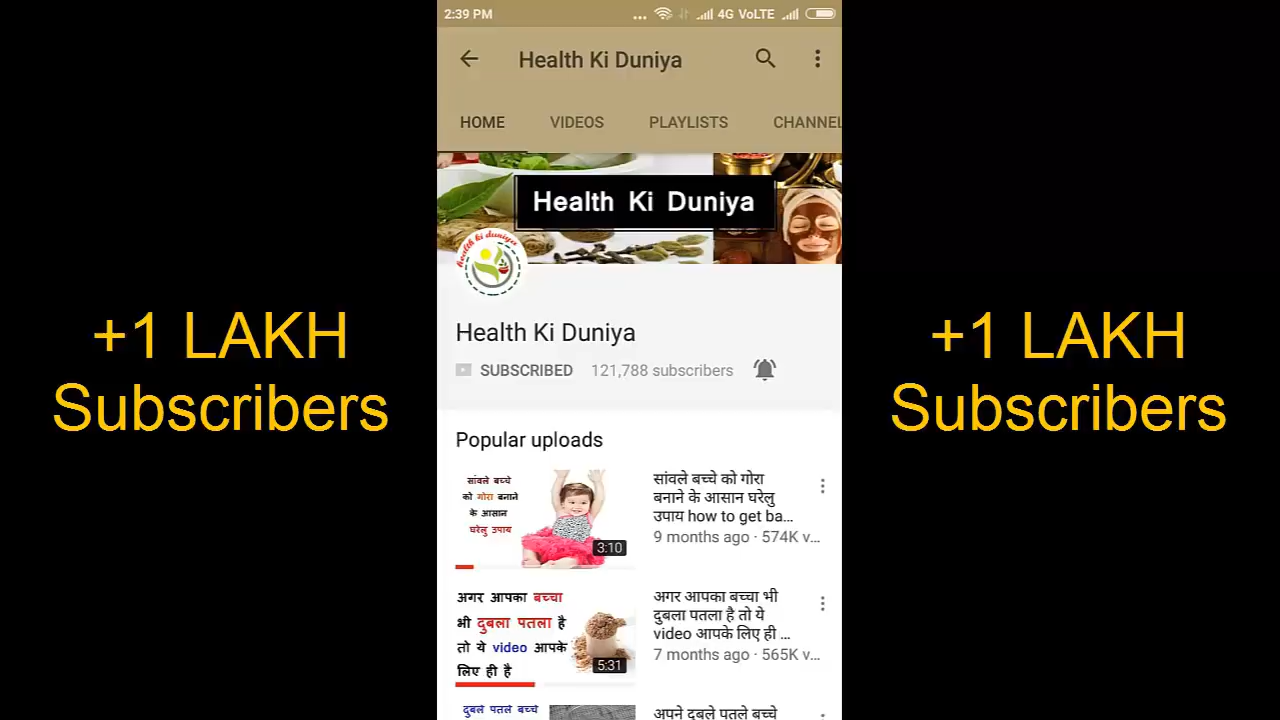 2:39 PM
... 4G VoLTE
Health Ki Duniya
HOME VIDEOS PLAYLISTS CHANNEL
Health Ki Duniya
health ki duniya
Health Ki Duniya
SUBSCRIBED 121,788 subscribers
+1 LAKH
Subscribers
+1 LAKH
Subscribers
Popular uploads
सांवले बच्चे
को गोरा बनाने
के आसान
घरेलु उपाय
3:10
सांवले बच्चे को गोरा
बनाने के आसान घरेलु
उपाय how to get ba...
9 months ago · 574K v...
अगर आपका बच्चा
भी दुबला पतला है
तो ये video आपके
लिए ही है
5:31
अगर आपका बच्चा भी
दुबला पतला है तो ये
video आपके लिए ही ...
7 months ago · 565K v...
दुबले पतले बच्चे
अपने दुबले पतले बच्चे